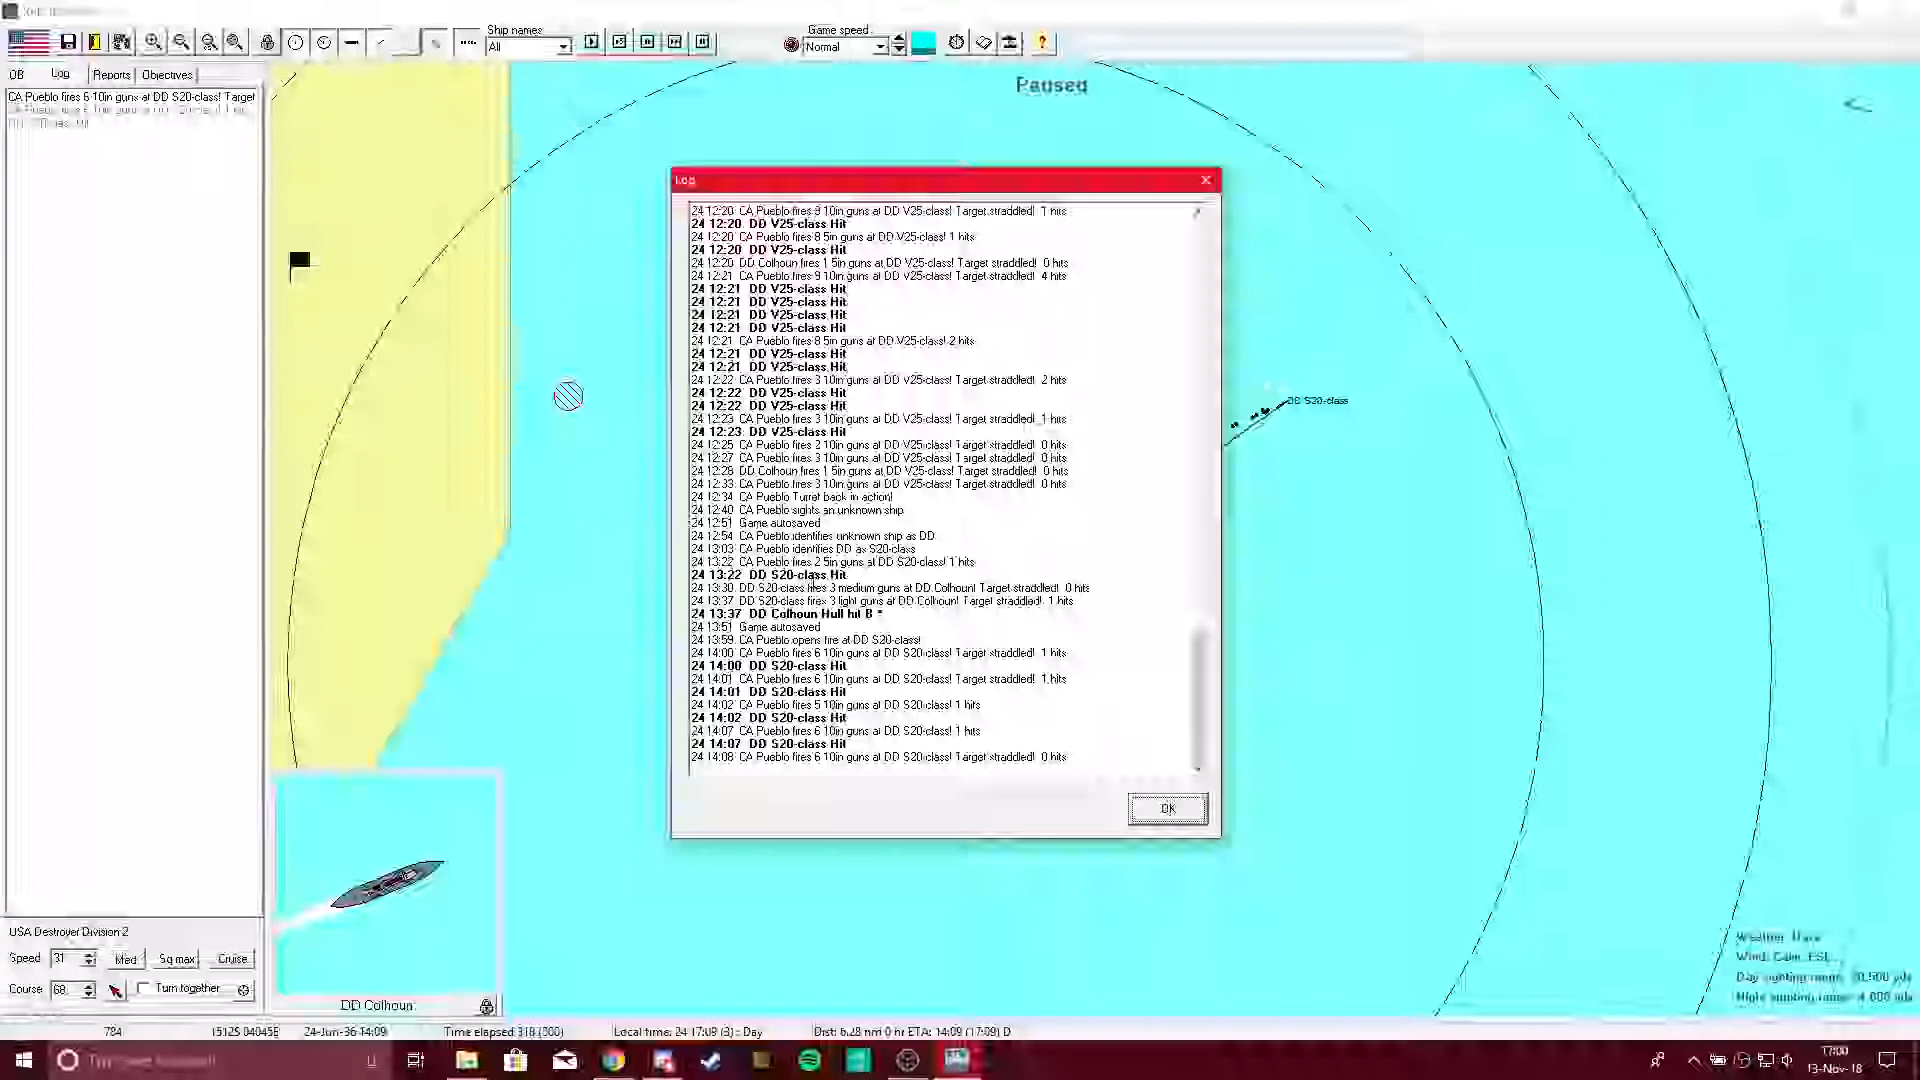 Ship names
All
Game speed
Normal
OB
Log
Reports
Objectives
CA Pueblo fires 6 10in guns at DD S20-class! Target
Paused
Log
24 12:20 CA Pueblo fires 9 10in guns at DD V25-class! Target straddled! 1 hits
24 12:20 DD V25-class Hit
24 12:20 CA Pueblo fires 8 5in guns at DD V25-class! 1 hits
24 12:20 DD V25-class Hit
24 12:20 DD Colhoun fires 1 5in guns at DD V25-class! Target straddled! 0 hits
24 12:21 CA Pueblo fires 9 10in guns at DD V25-class! Target straddled! 4 hits
24 12:21 DD V25-class Hit
24 12:21 DD V25-class Hit
24 12:21 DD V25-class Hit
24 12:21 DD V25-class Hit
24 12:21 CA Pueblo fires 8 5in guns at DD V25-class! 2 hits
24 12:21 DD V25-class Hit
24 12:21 DD V25-class Hit
24 12:22 CA Pueblo fires 3 10in guns at DD V25-class! Target straddled! 2 hits
24 12:22 DD V25-class Hit
24 12:22 DD V25-class Hit
24 12:23 CA Pueblo fires 3 10in guns at DD V25-class! Target straddled! 1 hits
24 12:23 DD V25-class Hit
24 12:25 CA Pueblo fires 2 10in guns at DD V25-class! Target straddled! 0 hits
24 12:27 CA Pueblo fires 3 10in guns at DD V25-class! Target straddled! 0 hits
24 12:28 DD Colhoun fires 1 5in guns at DD V25-class! Target straddled! 0 hits
24 12:33 CA Pueblo fires 3 10in guns at DD V25-class! Target straddled! 0 hits
24 12:34 CA Pueblo Turret back in action!
24 12:40 CA Pueblo sights an unknown ship
24 12:51 Game autosaved
24 12:54 CA Pueblo identifies unknown ship as DD
24 13:03 CA Pueblo identifies DD as S20-class
24 13:22 CA Pueblo fires 2 5in guns at DD S20-class! 1 hits
24 13:22 DD S20-class Hit
24 13:30 DD S20-class fires 3 medium guns at DD Colhoun! Target straddled! 0 hits
24 13:37 DD S20-class fires 3 light guns at DD Colhoun! Target straddled! 1 hits
24 13:37 DD Colhoun Hull hit B *
24 13:51 Game autosaved
24 13:59 CA Pueblo opens fire at DD S20-class!
24 14:00 CA Pueblo fires 6 10in guns at DD S20-class! Target straddled! 1 hits
24 14:00 DD S20-class Hit
24 14:01 CA Pueblo fires 6 10in guns at DD S20-class! Target straddled! 1 hits
24 14:01 DD S20-class Hit
24 14:02 CA Pueblo fires 5 10in guns at DD S20-class! 1 hits
24 14:02 DD S20-class Hit
24 14:07 CA Pueblo fires 6 10in guns at DD S20-class! 1 hits
24 14:07 DD S20-class Hit
24 14:08 CA Pueblo fires 6 10in guns at DD S20-class! Target straddled! 0 hits
OK
DD S20-class
USA Destroyer Division 2
Speed 31 Med Sq max Cruise
Course 68 Turn together
DD Colhoun
Wind: Calm,
Day sighting range:
Night sighting range:
784
24-Jun-36 14:09
Time elapsed
Local time: 24 17:09 (3) : Day
Dist: 6.28 nm 0 hr ETA: 14:09 (17:09) D
17:00
13-Nov-18